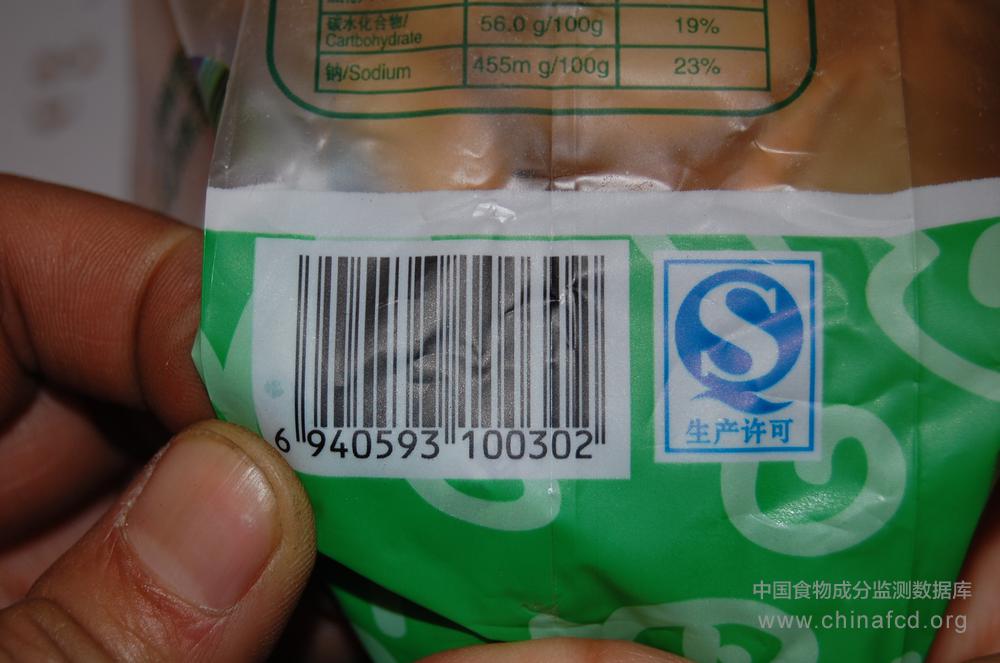 碳水化合物/ 56.0 g/100g 19%
Cartbohydrate
钠/Sodium 455m g/100g 23%
6 940593 100302
生产许可
中国食物成分监测数据库
www.chinafcd.org